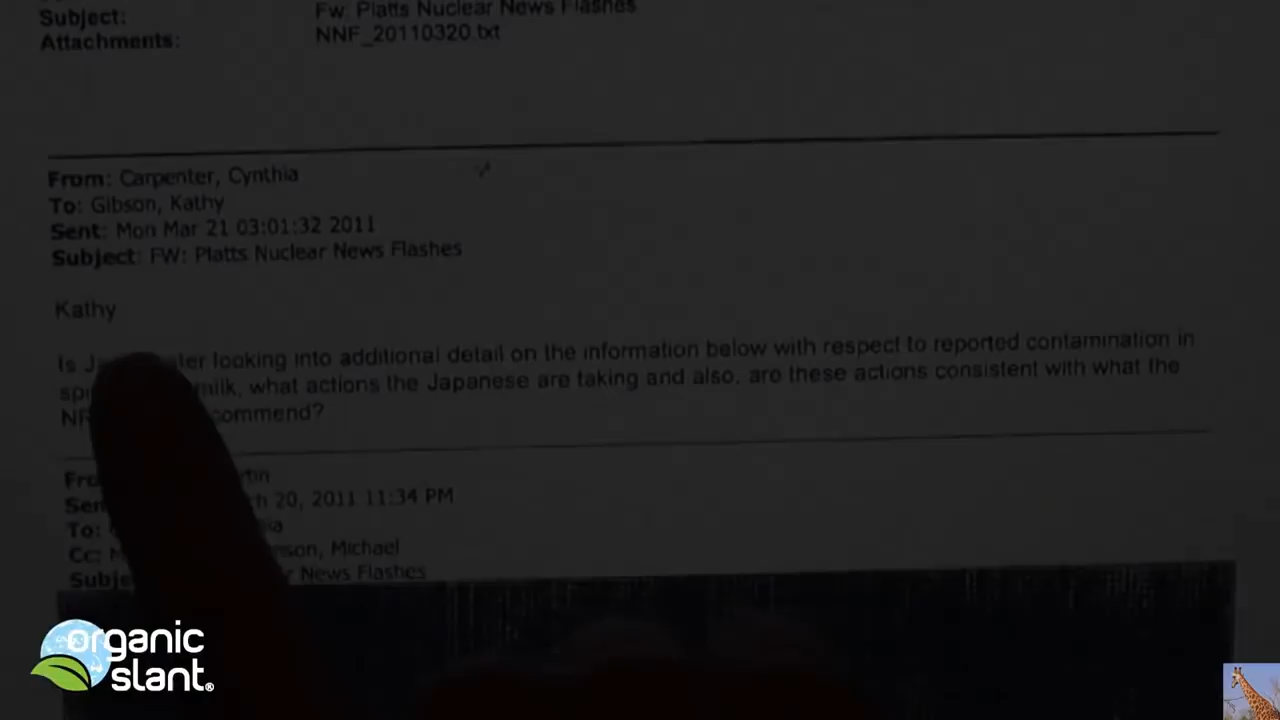 Subject: Fw: Platts Nuclear News Flashes
Attachments: NNF_20110320.txt
From: Carpenter, Cynthia
To: Gibson, Kathy
Sent: Mon Mar 21 03:01:32 2011
Subject: FW: Platts Nuclear News Flashes
Kathy
Is looking into additional detail on the information below with respect to reported contamination in
milk, what actions the Japanese are taking and also, are these actions consistent with what the
20, 2011 11:34 PM
To:
Cc: Michael
News Flashes
organic
slant®